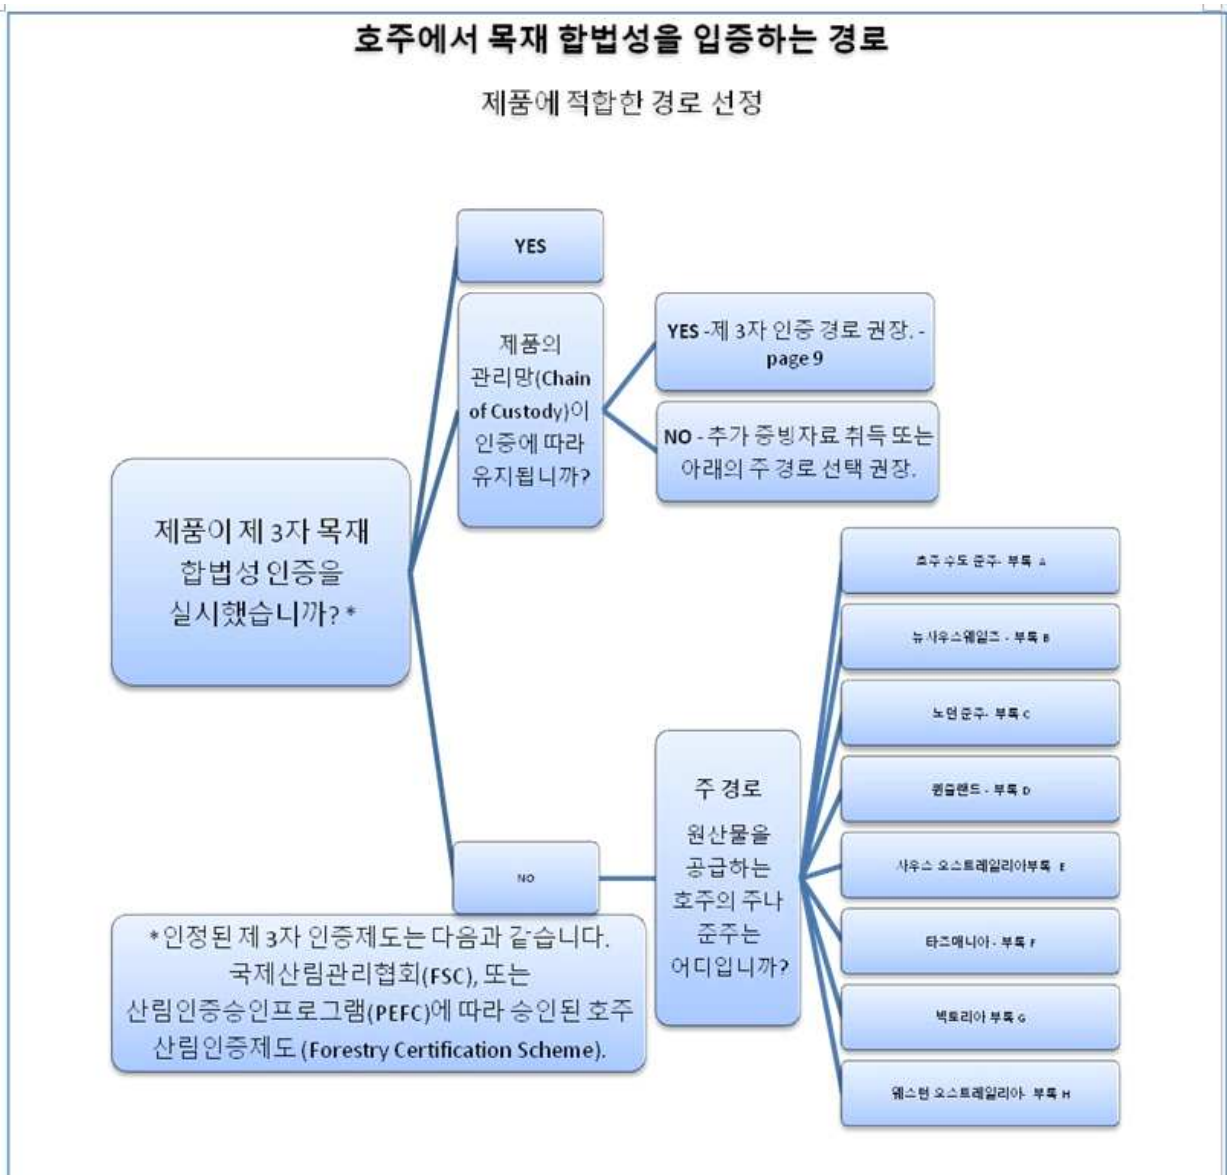 호주에서 목재 합법성을 입증하는 경로
제품에 적합한 경로 선정
YES
제품의
관리망(Chain
of Custody)이
인증에 따라
유지됩니까?
YES -제 3자 인증 경로 권장. -
page 9
NO - 추가 증빙자료 취득 또는
아래의 주 경로 선택 권장.
제품이 제 3자 목재
합법성 인증을
실시했습니까? *
NO
*인정된 제 3자 인증제도는 다음과 같습니다.
국제산림관리협회(FSC), 또는
산림인증승인프로그램(PEFC)에 따라 승인된 호주
산림인증제도 (Forestry Certification Scheme).
주 경로
원산물을
공급하는
호주의 주나
준주는
어디입니까?
호주 수도 준주- 부록 A
뉴사우스웨일즈 - 부록 B
노던 준주- 부록 C
퀸즐랜드 - 부록 D
사우스 오스트레일리아부록 E
타즈매니아 - 부록 F
빅토리아 부록 G
웨스턴 오스트레일리아- 부록 H